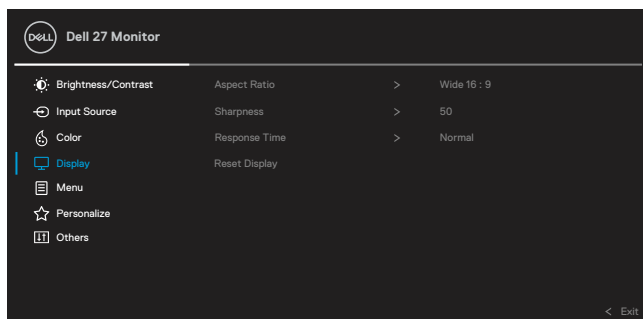 DELL Dell 27 Monitor
Brightness/Contrast Aspect Ratio > Wide 16 : 9
Input Source Sharpness > 50
Color Response Time > Normal
Display Reset Display
Menu
Personalize
Others
< Exit